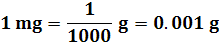 1 mg = 1/1000 g = 0.001 g